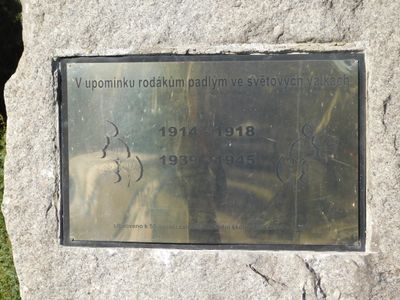 V upomínku rodákům padlým ve světových válkách
1914 - 1918
1939 - 1945